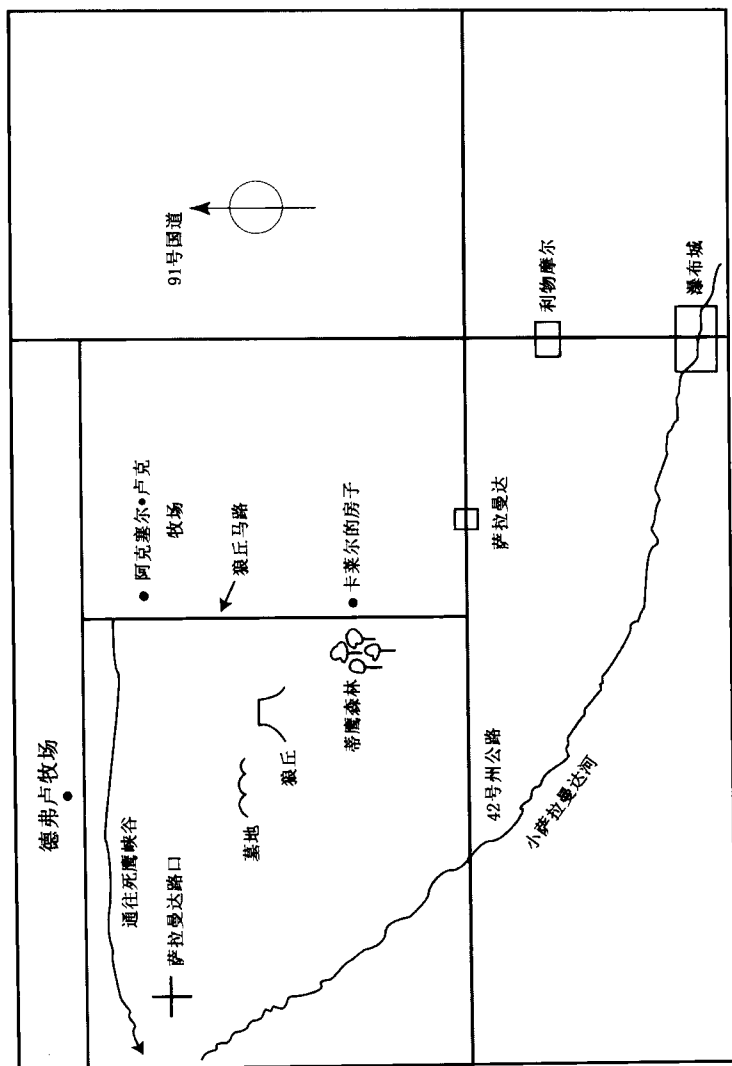 德弗卢牧场
通往死鹰峡谷
阿克塞尔•卢克
牧场
91号国道
萨拉曼达路口
狼丘马路
墓地
狼丘
卡莱尔的房子
蒂鹰森林
42号州公路
萨拉曼达
利物摩尔
小萨拉曼达河
瀑布城